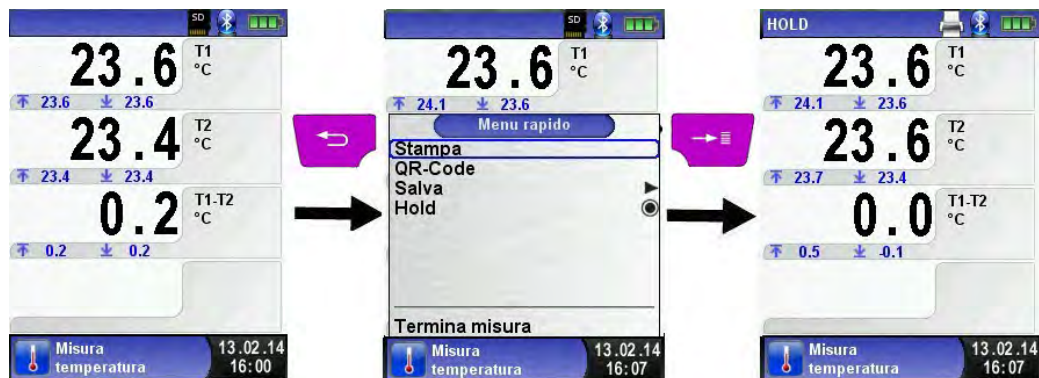 SD
23.6 T1 °C
23.6 23.6
23.4 T2 °C
23.4 23.4
0.2 T1-T2 °C
0.2 0.2
Misura temperatura
13.02.14 16:00
SD
23.6 T1 °C
24.1 23.6
Menu rapido
Stampa
QR-Code
Salva
Hold
Termina misura
Misura temperatura
13.02.14 16:07
HOLD
23.6 T1 °C
24.1 23.6
23.6 T2 °C
23.7 23.4
0.0 T1-T2 °C
0.5 -0.1
Misura temperatura
13.02.14 16:07